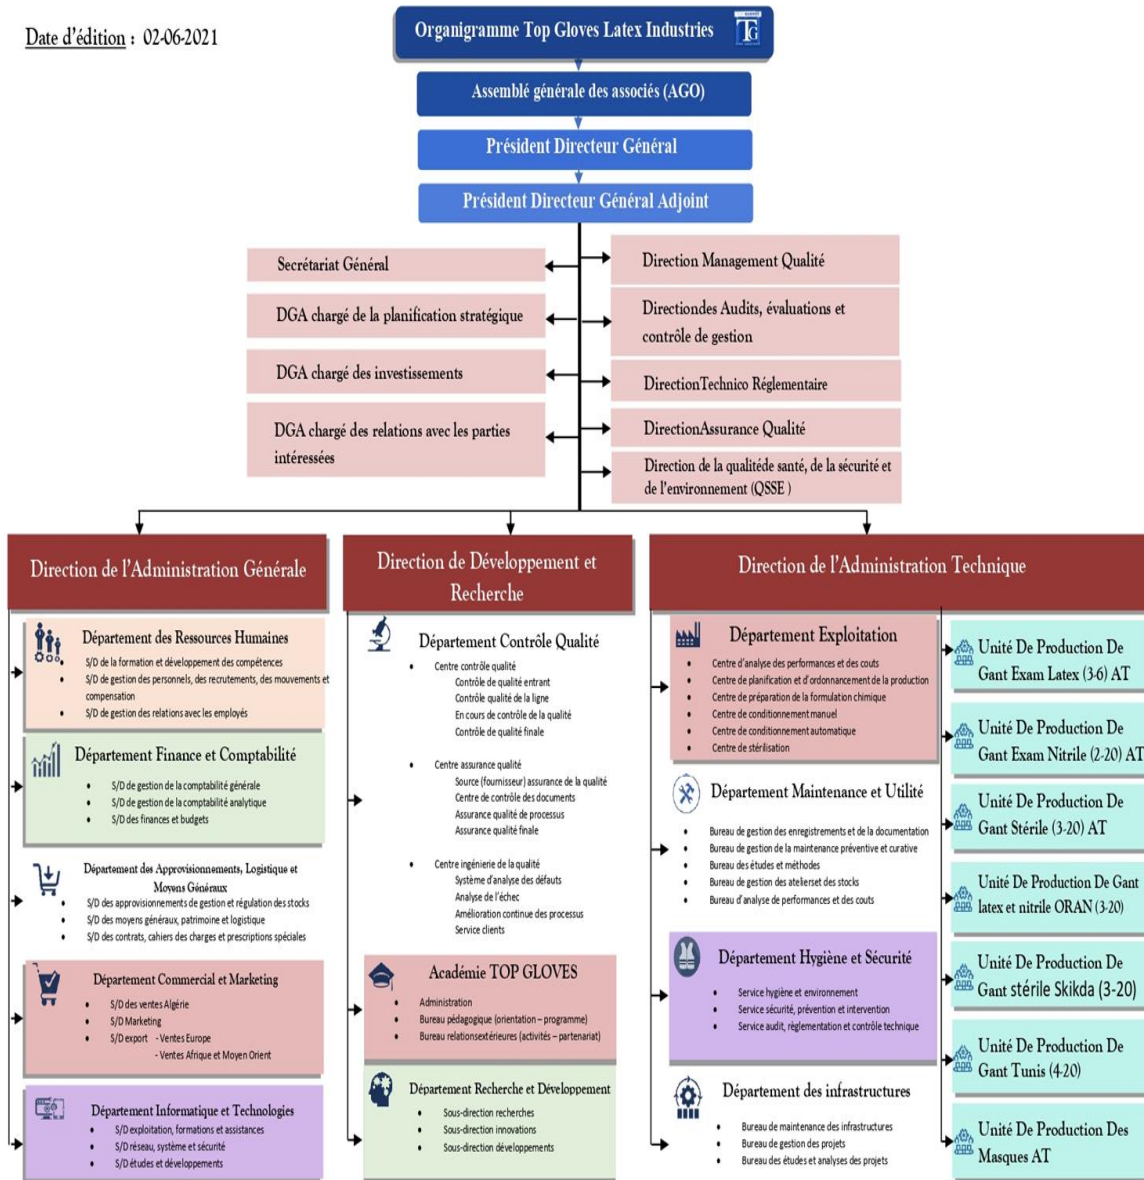 Date d'édition : 02-06-2021
Organigramme Top Gloves Latex Industries
TG
Assemblé générale des associés (AGO)
Président Directeur Général
Président Directeur Général Adjoint
Secrétariat Général
DGA chargé de la planification stratégique
DGA chargé des investissements
DGA chargé des relations avec les parties
intéressées
Direction Management Qualité
Directiondes Audits, évaluations et
contrôle de gestion
DirectionTechnico Réglementaire
DirectionAssurance Qualité
Direction de la qualitéde santé, de la sécurité et
de l'environnement (QSSE )
Direction de l'Administration Générale
Département des Ressources Humaines
• S/D de la formation et développement des compétences
• S/D de gestion des personnels, des recrutements, des mouvements et
compensation
• S/D de gestion des relations avec les employés
Département Finance et Comptabilité
• S/D de gestion de la comptabilité générale
• S/D de gestion de la comptabilité analytique
• S/D des finances et budgets
Département des Approvisionnements, Logistique et
Moyens Généraux
• S/D des approvisionnements de gestion et régulation des stocks
• S/D des moyens généraux, patrimoine et logistique
• S/D des contrats, cahiers des charges et prescriptions spéciales
Département Commercial et Marketing
• S/D des ventes Algérie
• S/D Marketing
• S/D export - Ventes Europe
- Ventes Afrique et Moyen Orient
Département Informatique et Technologies
• S/D exploitation, formations et assistances
• S/D réseau, système et sécurité
• S/D études et développements
Direction de Développement et
Recherche
Département Contrôle Qualité
• Centre contrôle qualité
Contrôle de qualité entrant
Contrôle qualité de la ligne
En cours de contrôle de la qualité
Contrôle de qualité finale
• Centre assurance qualité
Source (fournisseur) assurance de la qualité
Centre de contrôle des documents
Assurance qualité de processus
Assurance qualité finale
• Centre ingénierie de la qualité
Système d'analyse des défauts
Analyse de l'échec
Amélioration continue des processus
Service clients
Académie TOP GLOVES
• Administration
• Bureau pédagogique (orientation – programme)
• Bureau relationsextérieures (activités – partenariat)
Département Recherche et Développement
• Sous-direction recherches
• Sous-direction innovations
• Sous-direction développements
Direction de l'Administration Technique
Département Exploitation
• Centre d'analyse des performances et des couts
• Centre de planification et d'ordonnancement de la production
• Centre de préparation de la formulation chimique
• Centre de conditionnement manuel
• Centre de conditionnement automatique
• Centre de stérilisation
Département Maintenance et Utilité
• Bureau de gestion des enregistrements et de la documentation
• Bureau de gestion de la maintenance préventive et curative
• Bureau des études et méthodes
• Bureau de gestion des atelierset des stocks
• Bureau d'analyse de performances et des couts
Département Hygiène et Sécurité
• Service hygiène et environnement
• Service sécurité, prévention et intervention
• Service audit, règlementation et contrôle technique
Département des infrastructures
• Bureau de maintenance des infrastructures
• Bureau de gestion des projets
• Bureau des études et analyses des projets
Unité De Production De
Gant Exam Latex (3-6) AT
Unité De Production De
Gant Exam Nitrile (2-20) AT
Unité De Production De
Gant Stérile (3-20) AT
Unité De Production De Gant
latex et nitrile ORAN (3-20)
Unité De Production De
Gant stérile Skikda (3-20)
Unité De Production De
Gant Tunis (4-20)
Unité De Production Des
Masques AT